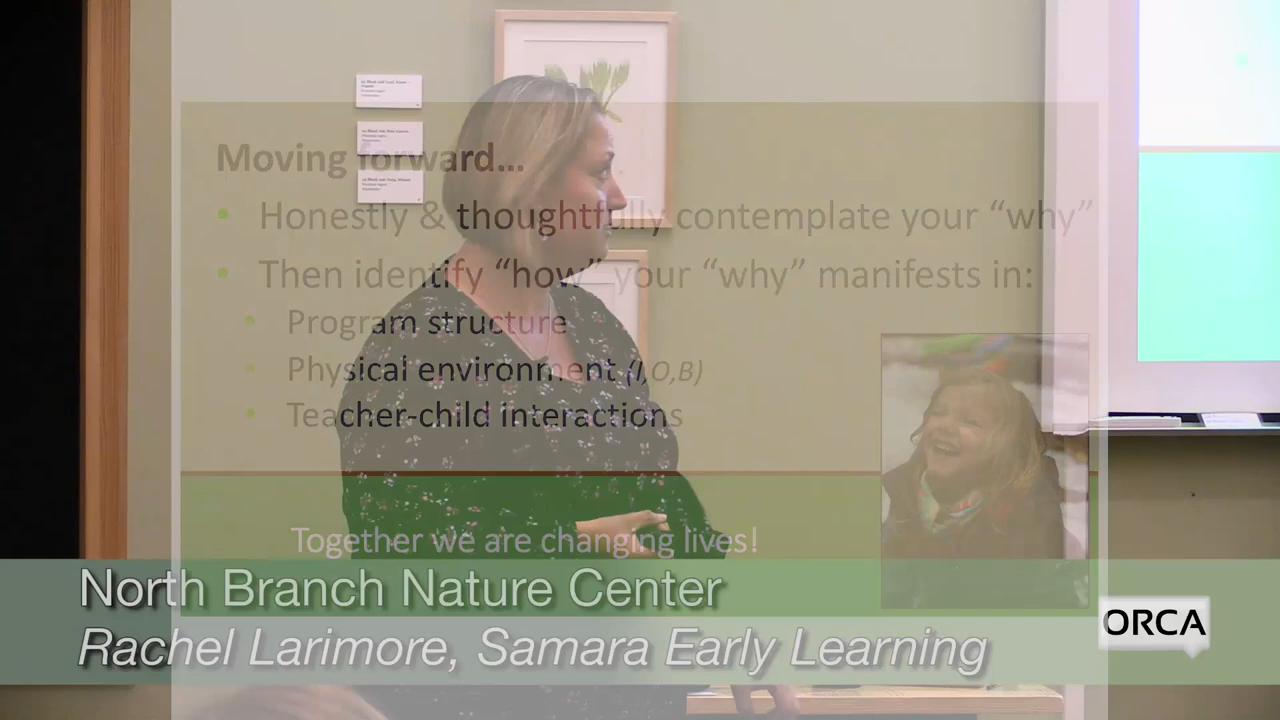 Moving forward...
Honestly & thoughtfully contemplate your “why”
Then identify “how” your “why” manifests in:
Program structure
Physical environment (I,O,B)
Teacher-child interactions
Together we are changing lives!
North Branch Nature Center
Rachel Larimore, Samara Early Learning
ORCA